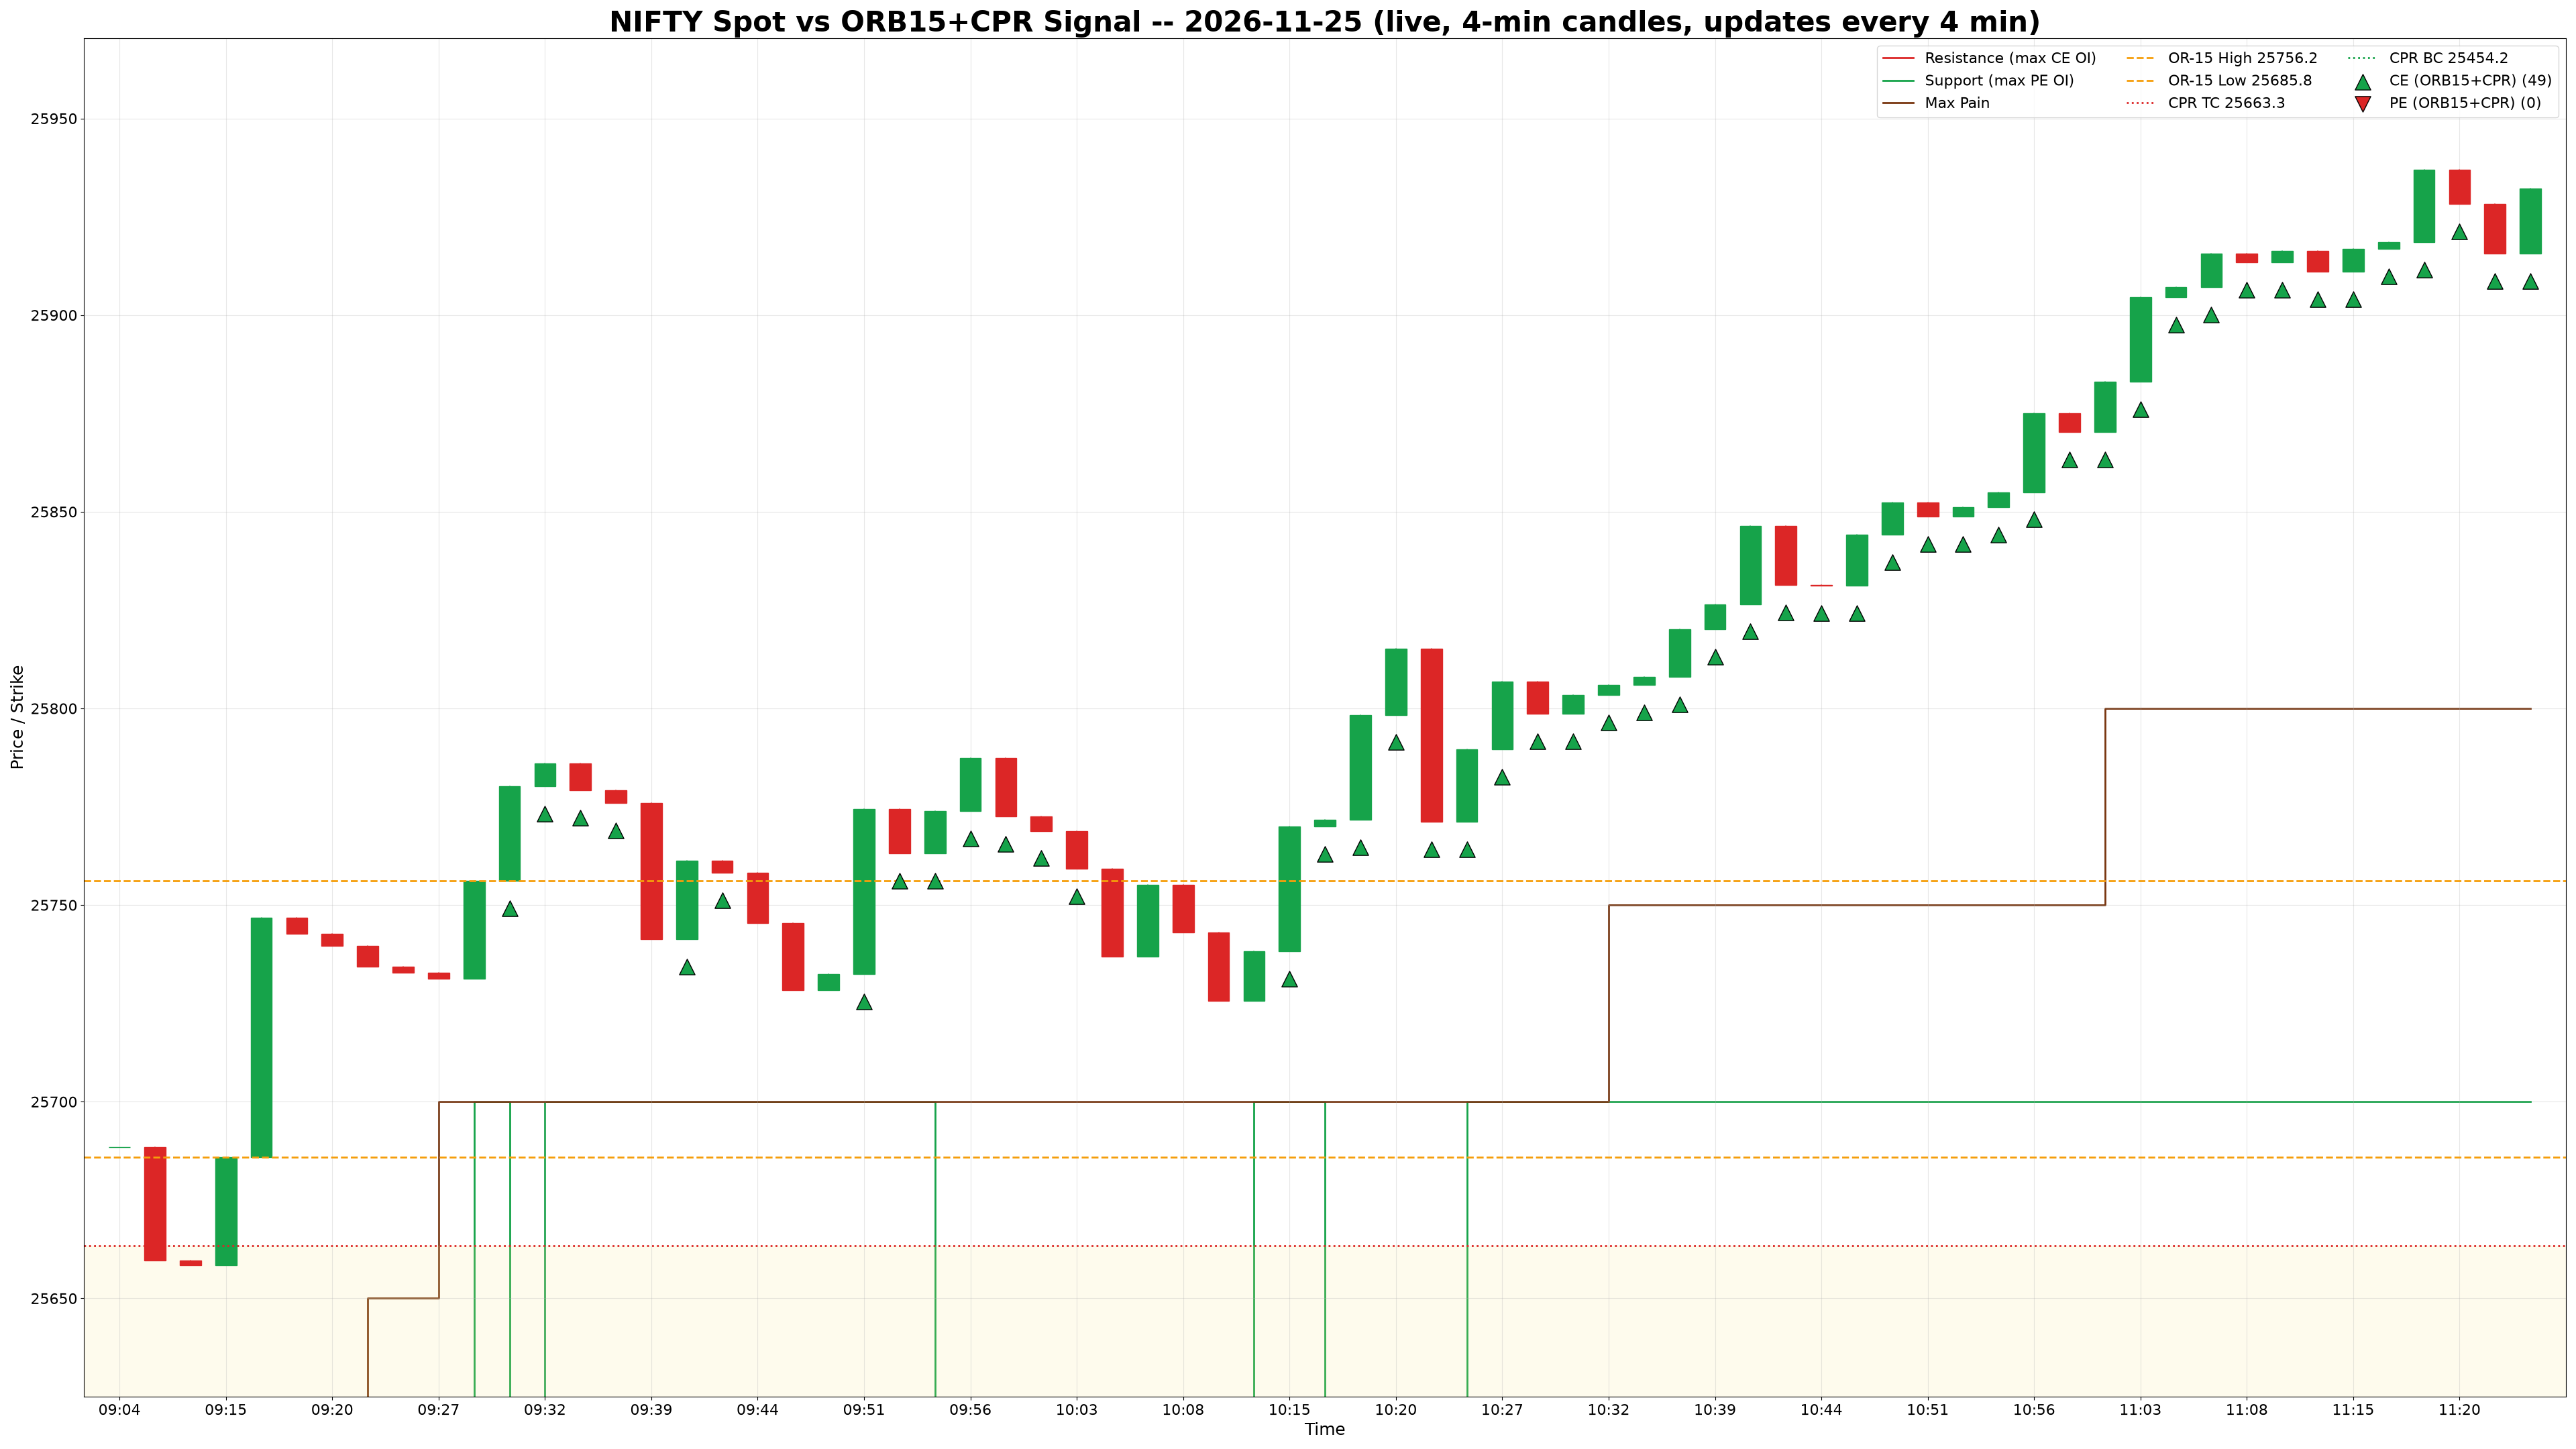 NIFTY Spot vs ORB15+CPR Signal -- 2026-11-25 (live, 4-min candles, updates every 4 min)
Resistance (max CE OI)
Support (max PE OI)
Max Pain
OR-15 High 25756.2
OR-15 Low 25685.8
CPR TC 25663.3
CPR BC 25454.2
CE (ORB15+CPR) (49)
PE (ORB15+CPR) (0)
Price / Strike
25950
25900
25850
25800
25750
25700
25650
09:04 09:15 09:20 09:27 09:32 09:39 09:44 09:51 09:56 10:03 10:08 10:15 10:20 10:27 10:32 10:39 10:44 10:51 10:56 11:03 11:08 11:15 11:20
Time